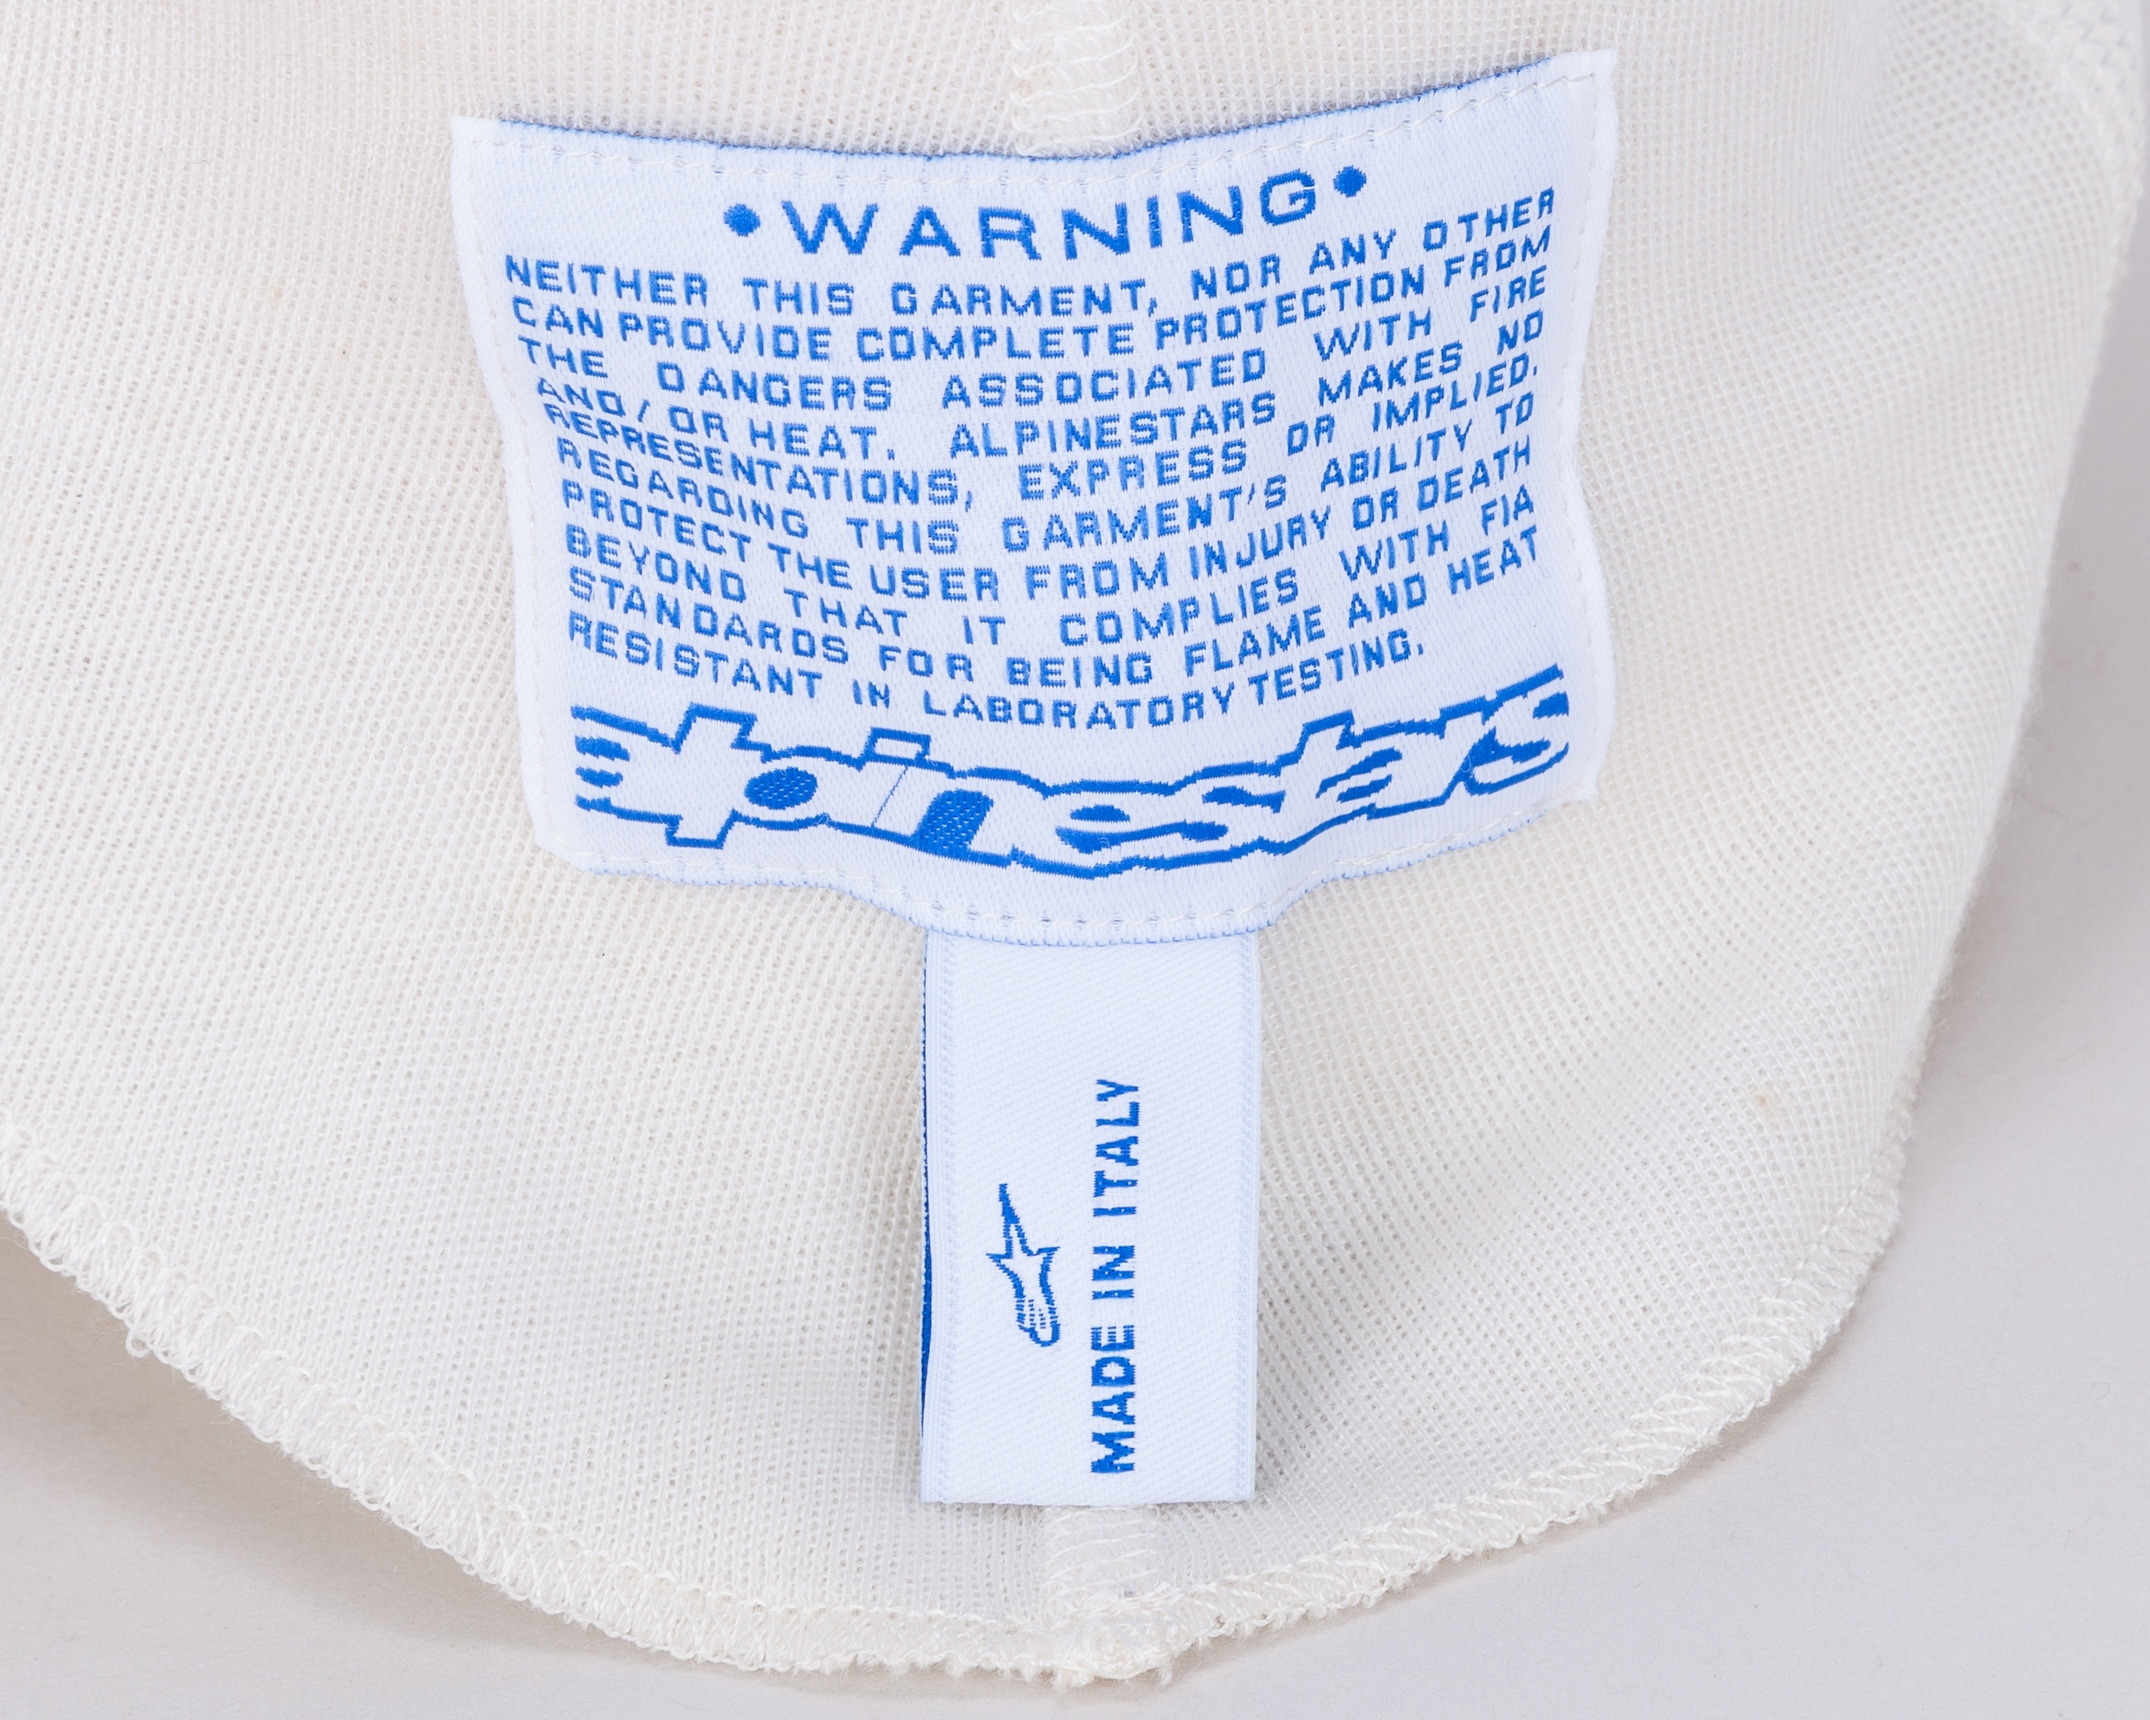 •WARNING•
NEITHER THIS GARMENT, NOR ANY OTHER
CAN PROVIDE COMPLETE PROTECTION FROM
THE DANGERS ASSOCIATED WITH FIRE
AND/OR HEAT. ALPINESTARS MAKES NO
REPRESENTATIONS, EXPRESS OR IMPLIED.
REGARDING THIS GARMENT'S ABILITY TO
PROTECT THE USER FROM INJURY OR DEATH
BEYOND THAT IT COMPLIES WITH FIA
STANDARDS FOR BEING FLAME AND HEAT
RESISTANT IN LABORATORY TESTING.
alpinestars
MADE IN ITALY